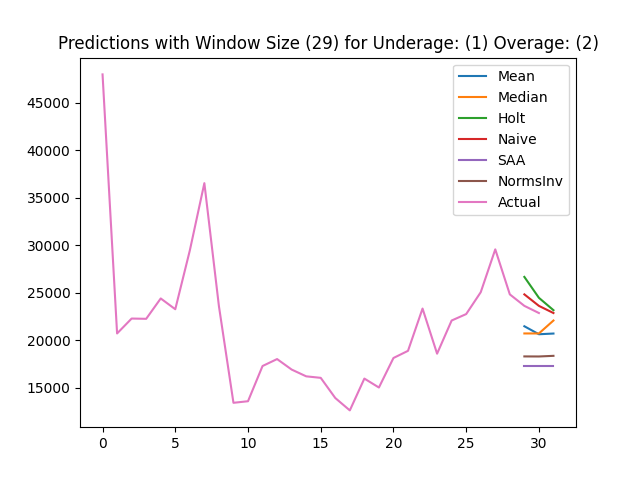 Predictions with Window Size (29) for Underage: (1) Overage: (2)
Mean
Median
Holt
Naive
SAA
NormsInv
Actual
45000
40000
35000
30000
25000
20000
15000
0 5 10 15 20 25 30